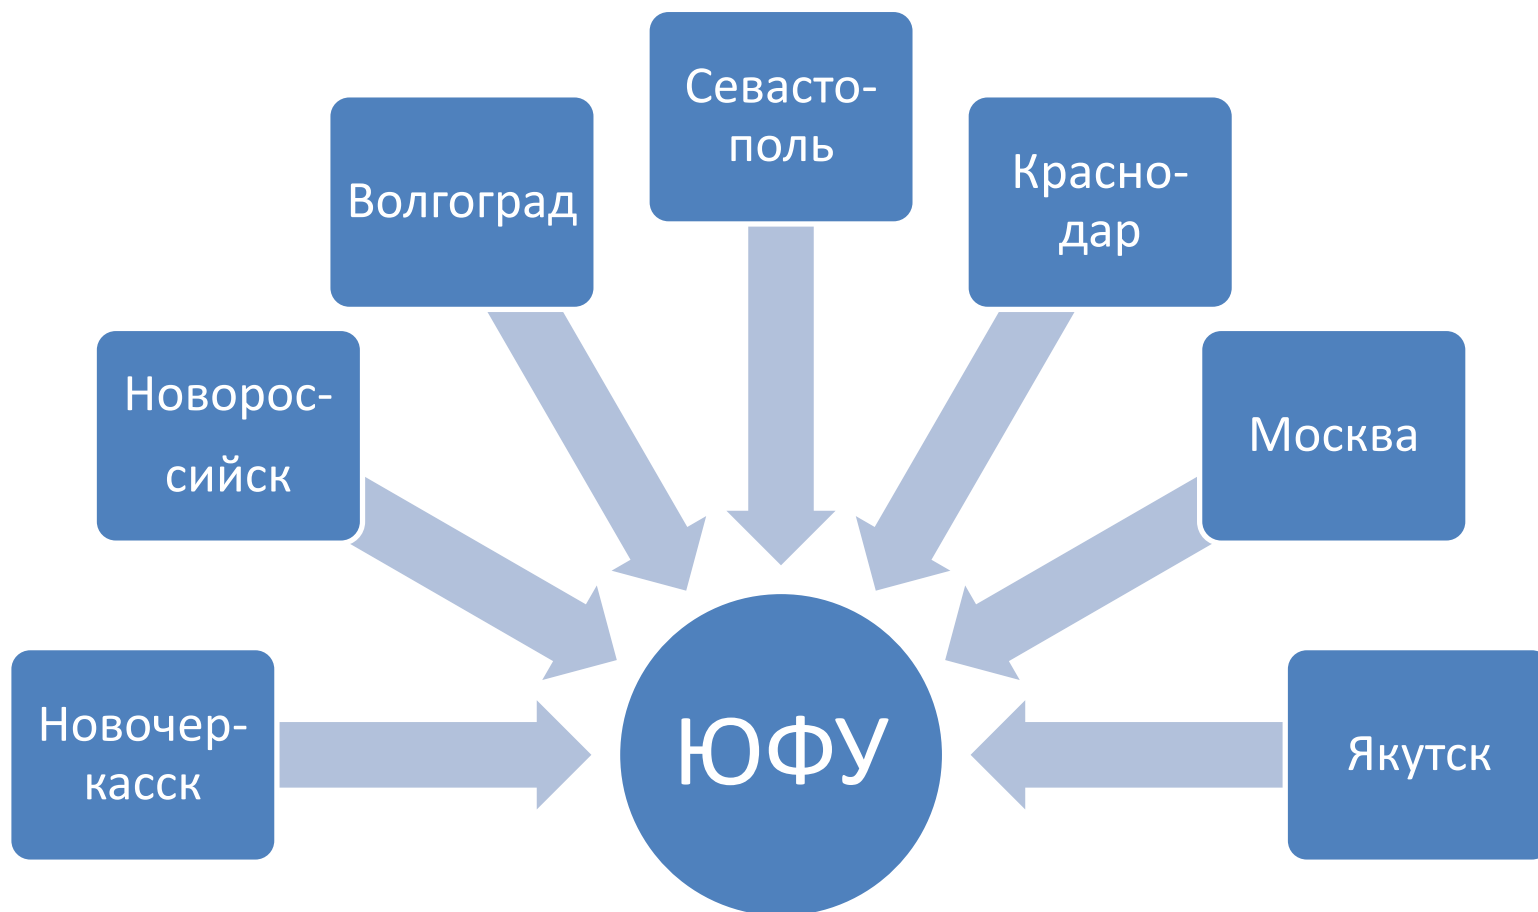 Севасто-
поль
Волгоград
Красно-
дар
Новорос-
сийск
Москва
Новочер-
касск
ЮФУ
Якутск